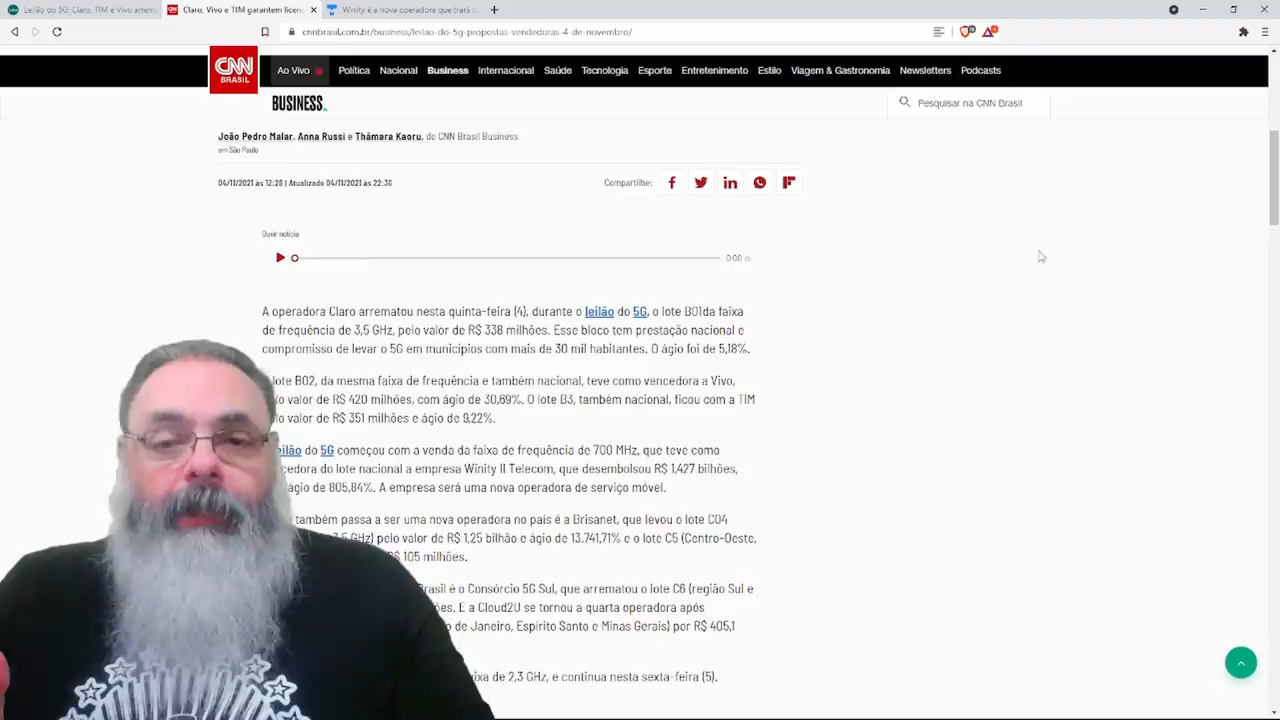 Leilão do 5G: Claro, TIM e Vivo arrem
Claro, Vivo e TIM garantem licen
Winity é a nova operadora que trará s
cnnbrasil.com.br/business/leilao-do-5g-propostas-vendedoras-4-de-novembro/
CNN BRASIL
Ao Vivo Política Nacional Business Internacional Saúde Tecnologia Esporte Entretenimento Estilo Viagem & Gastronomia Newsletters Podcasts
BUSINESS.
Pesquisar na CNN Brasil
João Pedro Malar, Anna Russi e Thâmara Kaoru, do CNN Brasil Business
em São Paulo
04/11/2021 às 12:28 | Atualizado 04/11/2021 às 22:36
Compartilhe:
Ouvir notícia
0:00
A operadora Claro arrematou nesta quinta-feira (4), durante o leilão do 5G, o lote B01da faixa
de frequência de 3,5 GHz, pelo valor de R$ 338 milhões. Esse bloco tem prestação nacional e
compromisso de levar o 5G em municípios com mais de 30 mil habitantes. O ágio foi de 5,18%.
lote B02, da mesma faixa de frequência e também nacional, teve como vencedora a Vivo,
lo valor de R$ 420 milhões, com ágio de 30,69%. O lote B3, também nacional, ficou com a TIM
lo valor de R$ 351 milhões e ágio de 9,22%.
eilão do 5G começou com a venda da faixa de frequência de 700 MHz, que teve como
cedora do lote nacional a empresa Winity II Telecom, que desembolsou R$ 1,427 bilhões,
ágio de 805,84%. A empresa será uma nova operadora de serviço móvel.
também passa a ser uma nova operadora no país é a Brisanet, que levou o lote C04
GHz) pelo valor de R$ 1,25 bilhão e ágio de 13.741,71% e o lote C5 (Centro-Oeste,
R$ 105 milhões.
Brasil é o Consórcio 5G Sul, que arrematou o lote C6 (região Sul e
ões. E a Cloud2U se tornou a quarta operadora após
o de Janeiro, Espírito Santo e Minas Gerais) por R$ 405,1
ixa de 2,3 GHz, e continua nesta sexta-feira (5).